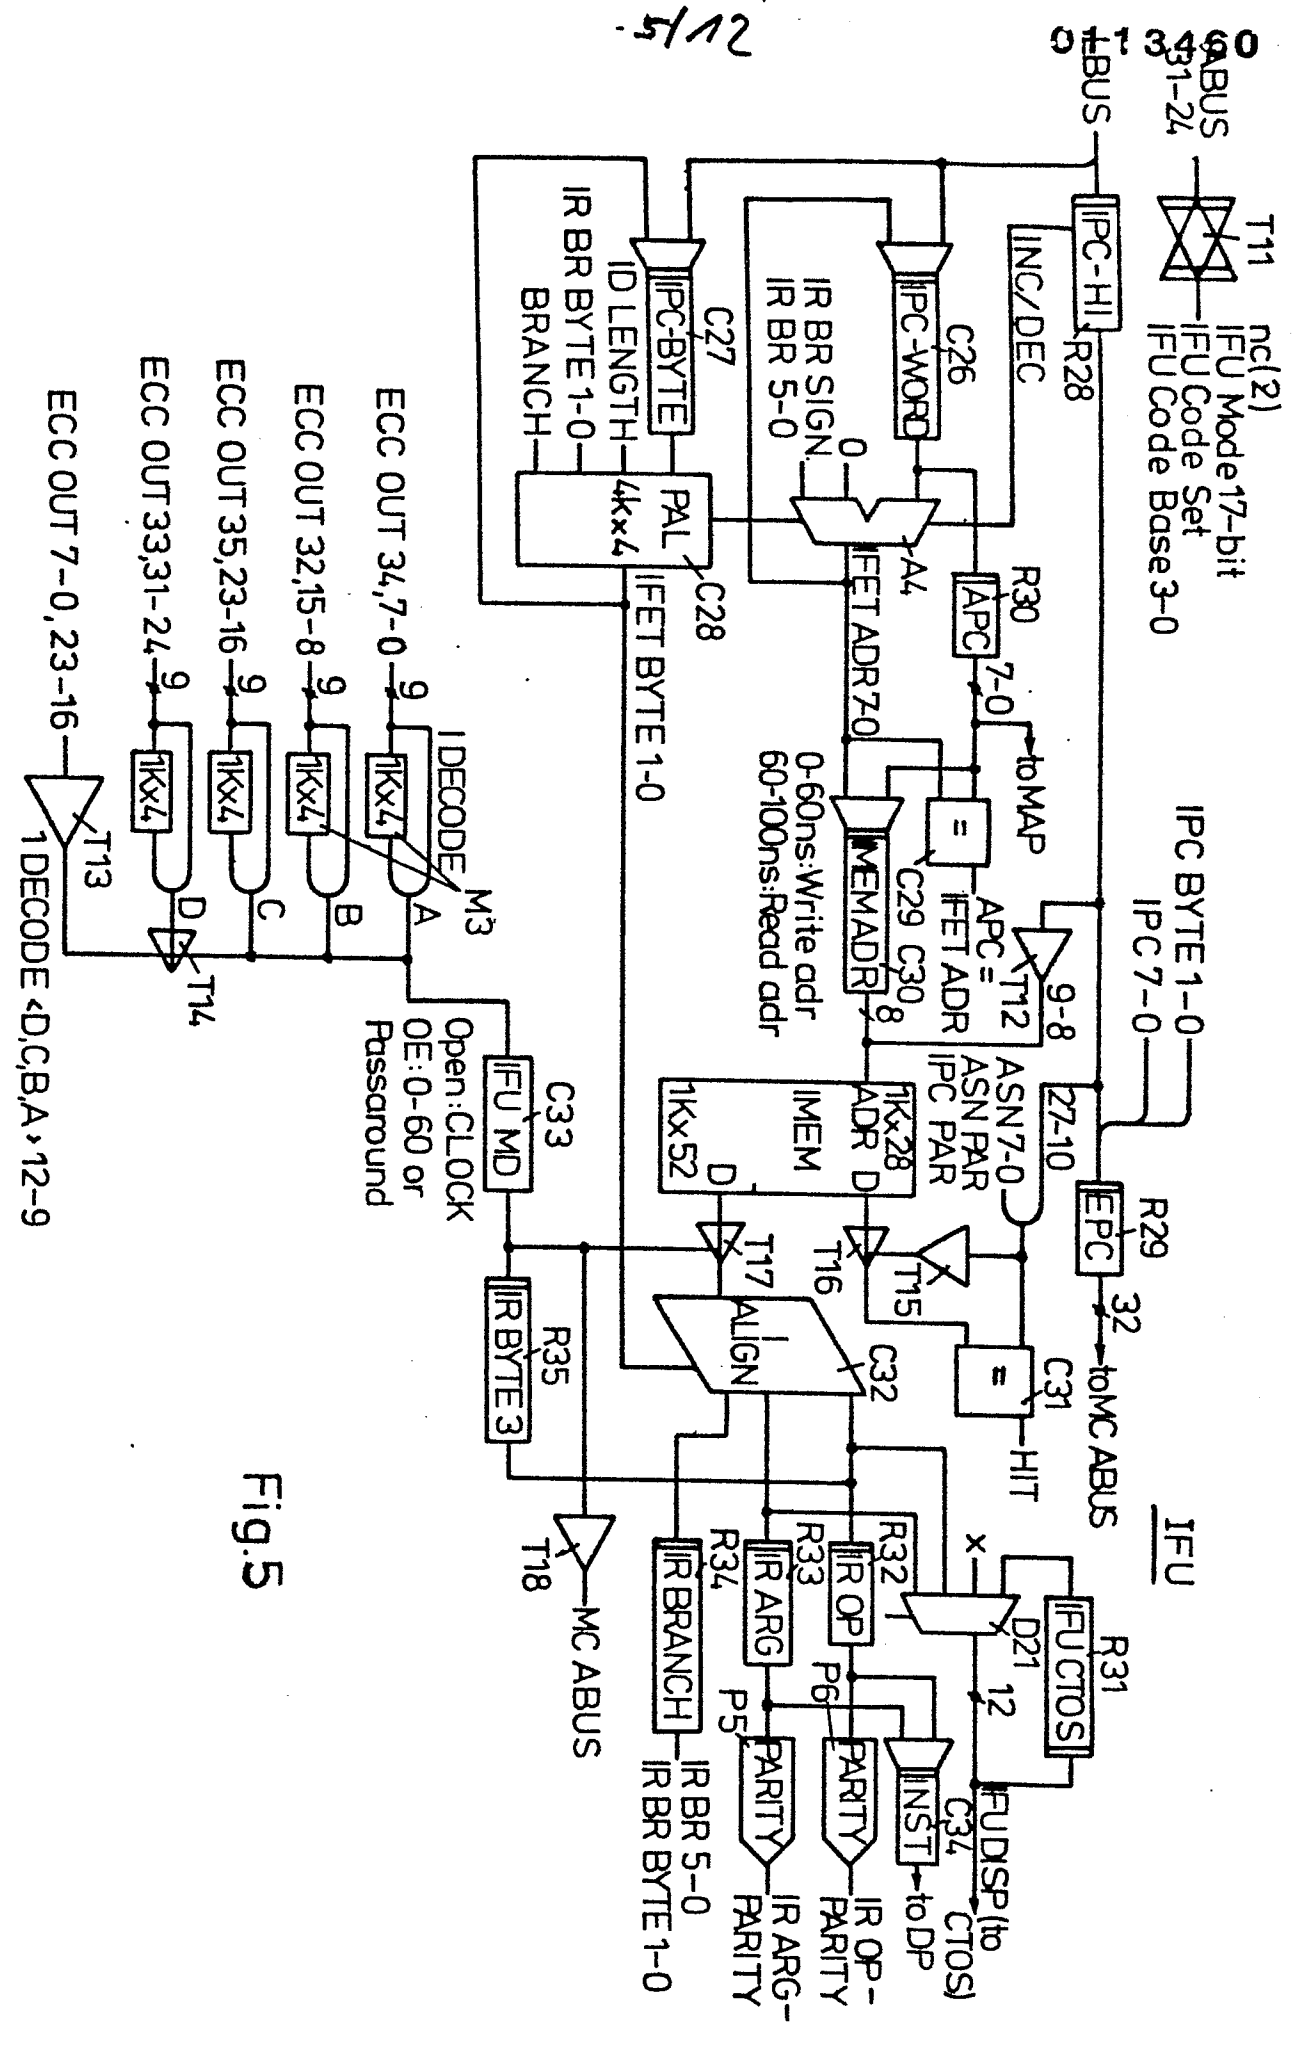 5/12
0113460
ABUS
31-24
T11
nc(2)
IFU Mode 17-bit
IFU Code Set
IFU Code Base 3-0
IBUS
IPC-HI
R28
INC/DEC
IPC BYTE 1-0
IPC 7-0
IFU
R29
EPC
32
to MC ABUS
IPC-WORD
C26
R30
IAPC
7-0
to MAP
T12
9-8
27-10
ASN 7-0
ASN PAR
IPC PAR
C31
=
HIT
R31
IFU CTOS
X
D21
12
IFU DISP (to
CTOS)
IR BR SIGN
IR BR 5-0
0
A4
IFET ADR 7-0
=
C29
APC =
IFET ADR
C30
IMEMADR
8
0-60ns:Write adr
60-100ns:Read adr
1Kx28
ADR D
IMEM
1Kx52
D
T15
T16
T17
C32
I
ALIGN
R32
IR OP
P6
PARITY
IR OP-
PARITY
C34
INST
to DP
R33
IR ARG
P5
PARITY
IR ARG-
PARITY
R34
IR BRANCH
IR BR 5-0
IR BR BYTE 1-0
C27
IPC-BYTE
ID LENGTH
IR BR BYTE 1-0
BRANCH
PAL
4Kx4
C28
IFET BYTE 1-0
C33
IFU MD
Open:CLOCK
OE:0-60 or
Passaround
R35
IR BYTE 3
T18
MC ABUS
I DECODE
ECC OUT 34,7-0
9
1Kx4
A
M3
ECC OUT 32,15-8
9
1Kx4
B
ECC OUT 35,23-16
9
1Kx4
C
ECC OUT 33,31-24
9
1Kx4
D
T14
ECC OUT 7-0, 23-16
T13
1 DECODE <D,C,B,A> 12-9
Fig.5